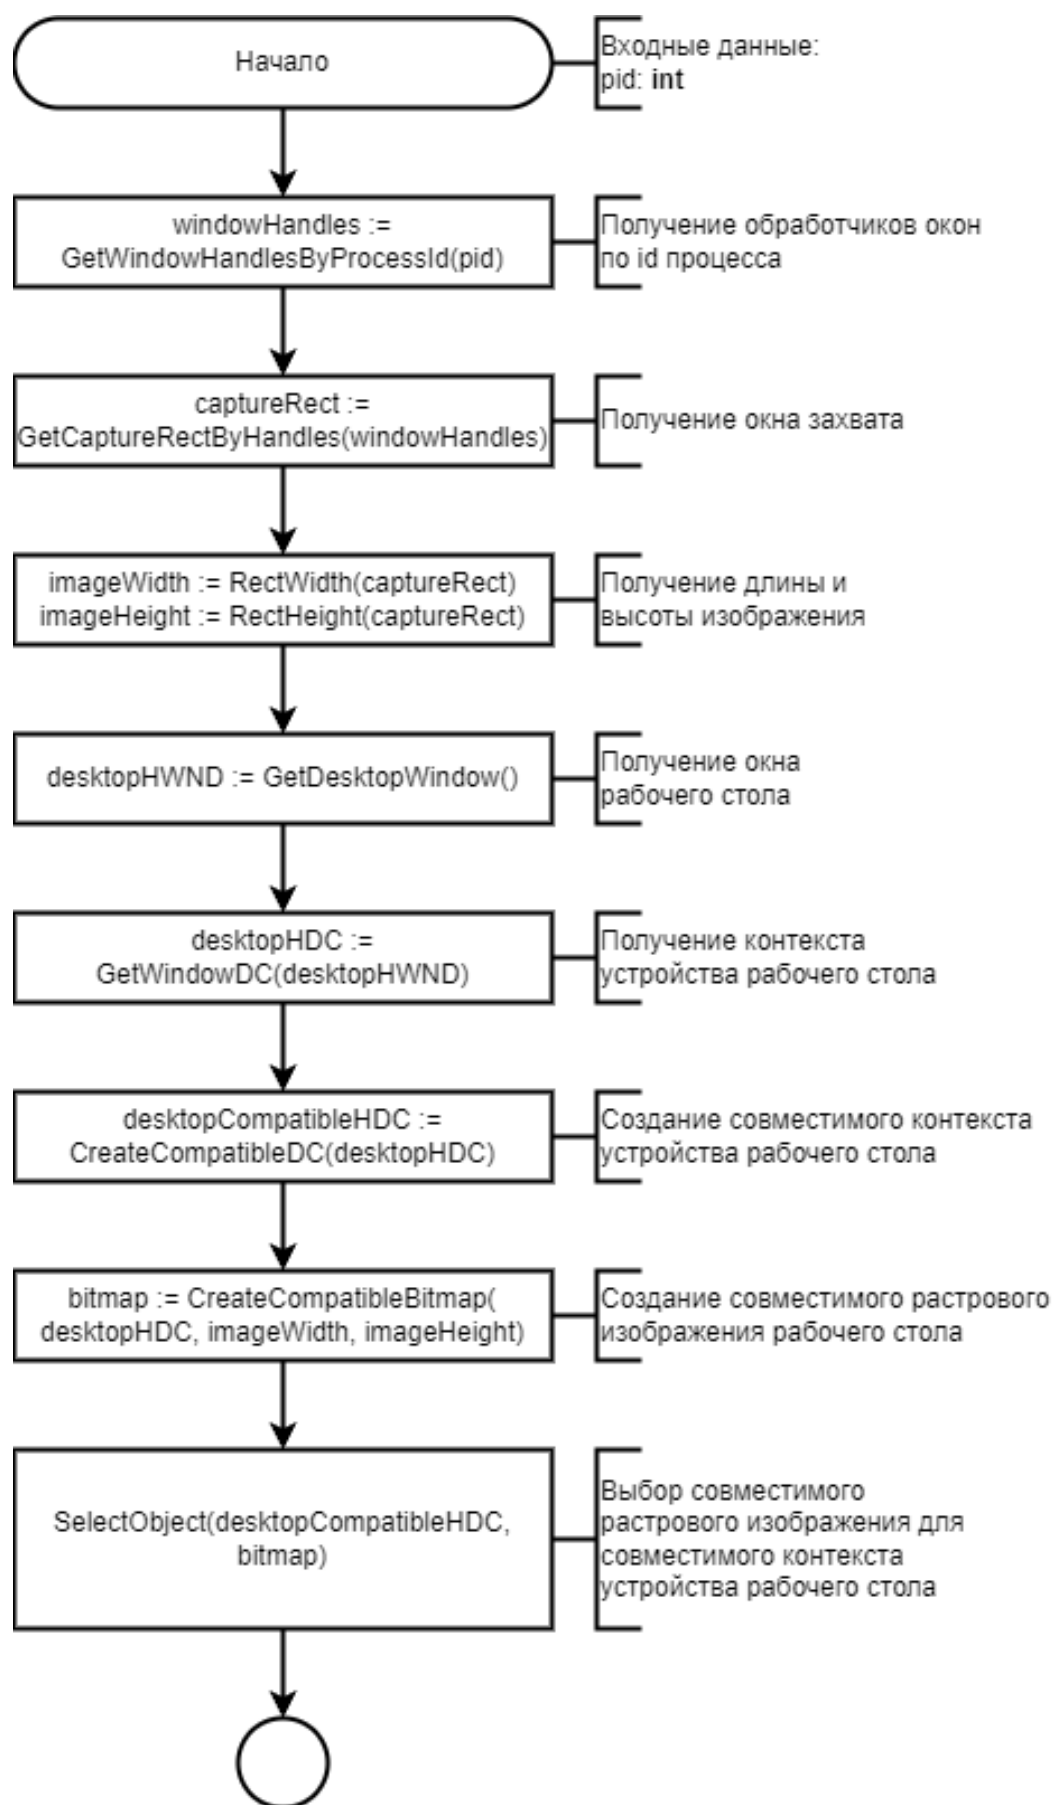 Начало
Входные данные:
pid: int
windowHandles :=
GetWindowHandlesByProcessId(pid)
Получение обработчиков окон
по id процесса
captureRect :=
GetCaptureRectByHandles(windowHandles)
Получение окна захвата
imageWidth := RectWidth(captureRect)
imageHeight := RectHeight(captureRect)
Получение длины и
высоты изображения
desktopHWND := GetDesktopWindow()
Получение окна
рабочего стола
desktopHDC :=
GetWindowDC(desktopHWND)
Получение контекста
устройства рабочего стола
desktopCompatibleHDC :=
CreateCompatibleDC(desktopHDC)
Создание совместимого контекста
устройства рабочего стола
bitmap := CreateCompatibleBitmap(
desktopHDC, imageWidth, imageHeight)
Создание совместимого растрового
изображения рабочего стола
SelectObject(desktopCompatibleHDC,
bitmap)
Выбор совместимого
растрового изображения для
совместимого контекста
устройства рабочего стола